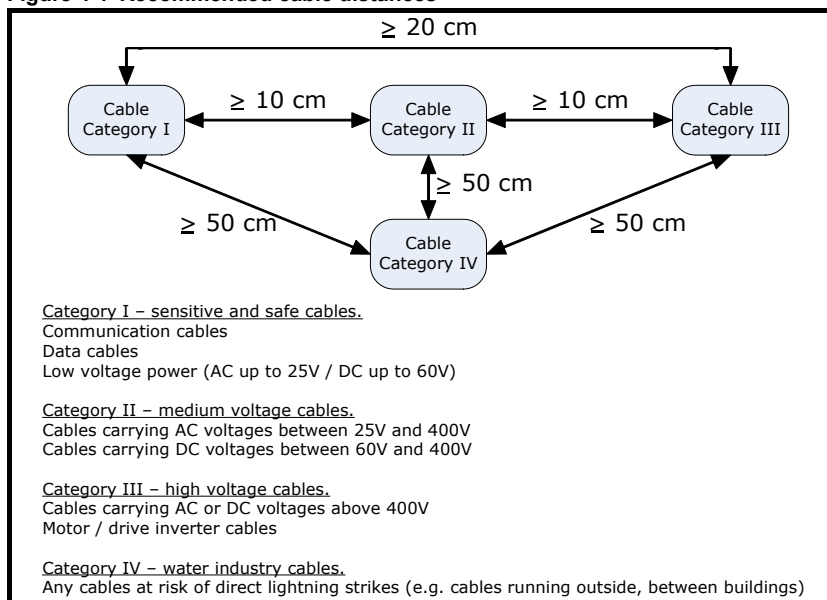 ≥ 20 cm
Cable
Category I
≥ 10 cm
Cable
Category II
≥ 10 cm
Cable
Category III
≥ 50 cm
≥ 50 cm
≥ 50 cm
Cable
Category IV
Category I – sensitive and safe cables.
Communication cables
Data cables
Low voltage power (AC up to 25V / DC up to 60V)
Category II – medium voltage cables.
Cables carrying AC voltages between 25V and 400V
Cables carrying DC voltages between 60V and 400V
Category III – high voltage cables.
Cables carrying AC or DC voltages above 400V
Motor / drive inverter cables
Category IV – water industry cables.
Any cables at risk of direct lightning strikes (e.g. cables running outside, between buildings)